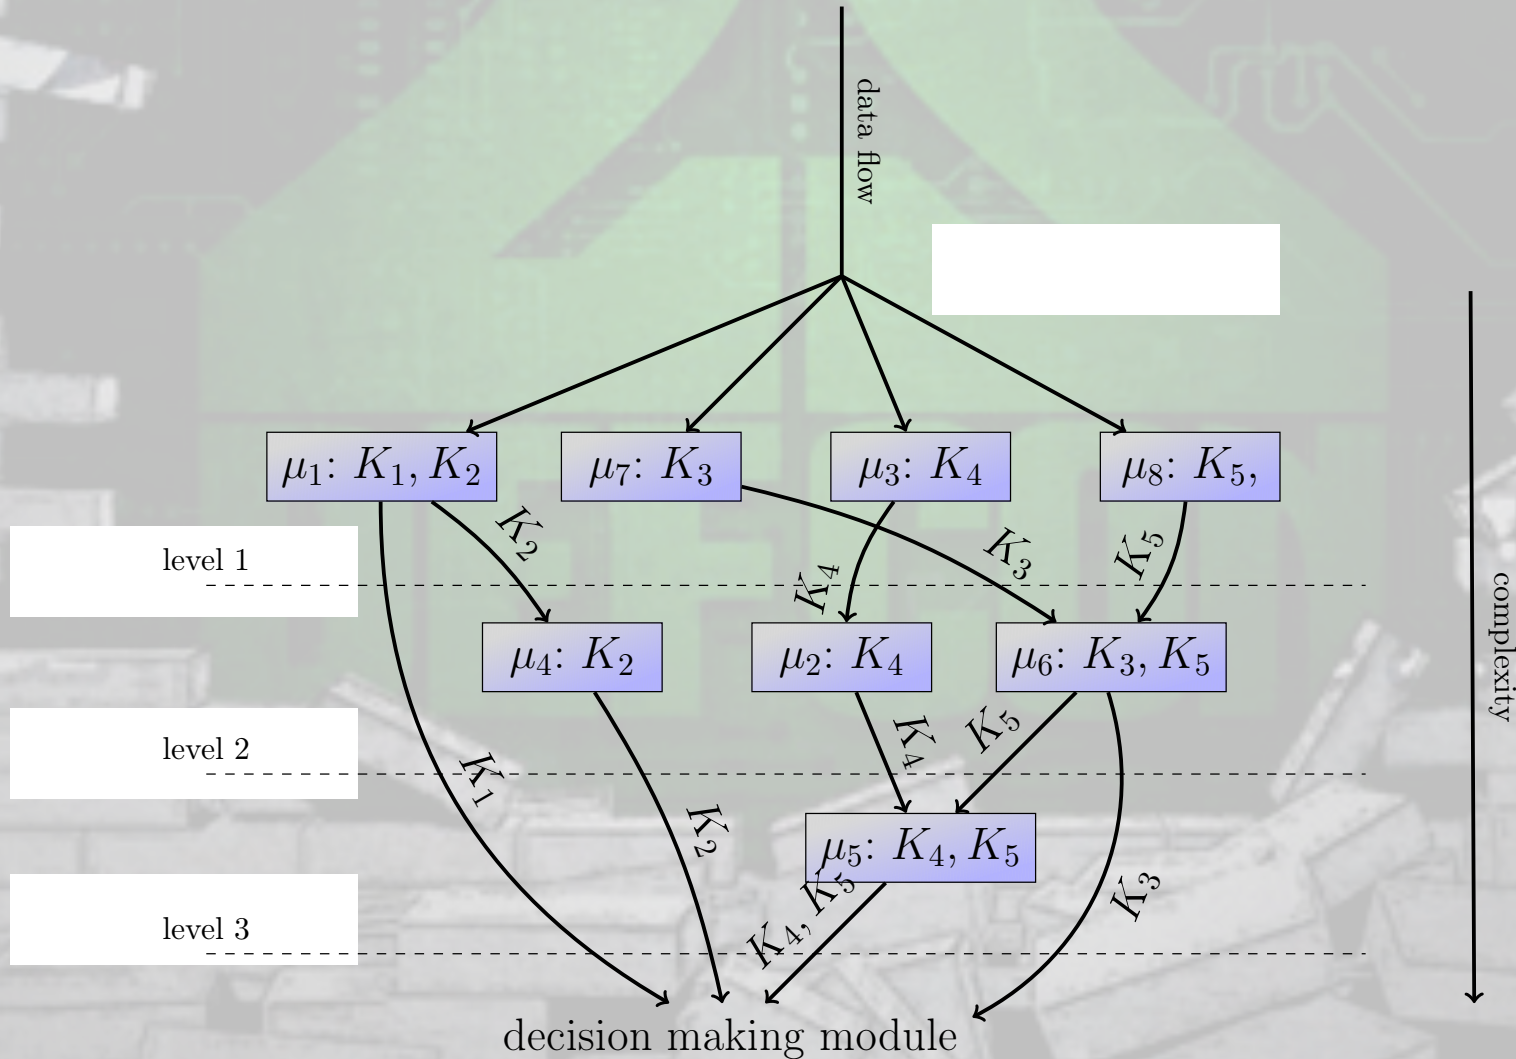 data flow
μ₁: K₁, K₂
μ₇: K₃
μ₃: K₄
μ₈: K₅,
K₂
K₄
K₃
K₅
level 1
μ₄: K₂
μ₂: K₄
μ₆: K₃, K₅
complexity
K₁
K₂
K₄
K₅
level 2
μ₅: K₄, K₅
K₄, K₅
K₃
level 3
decision making module